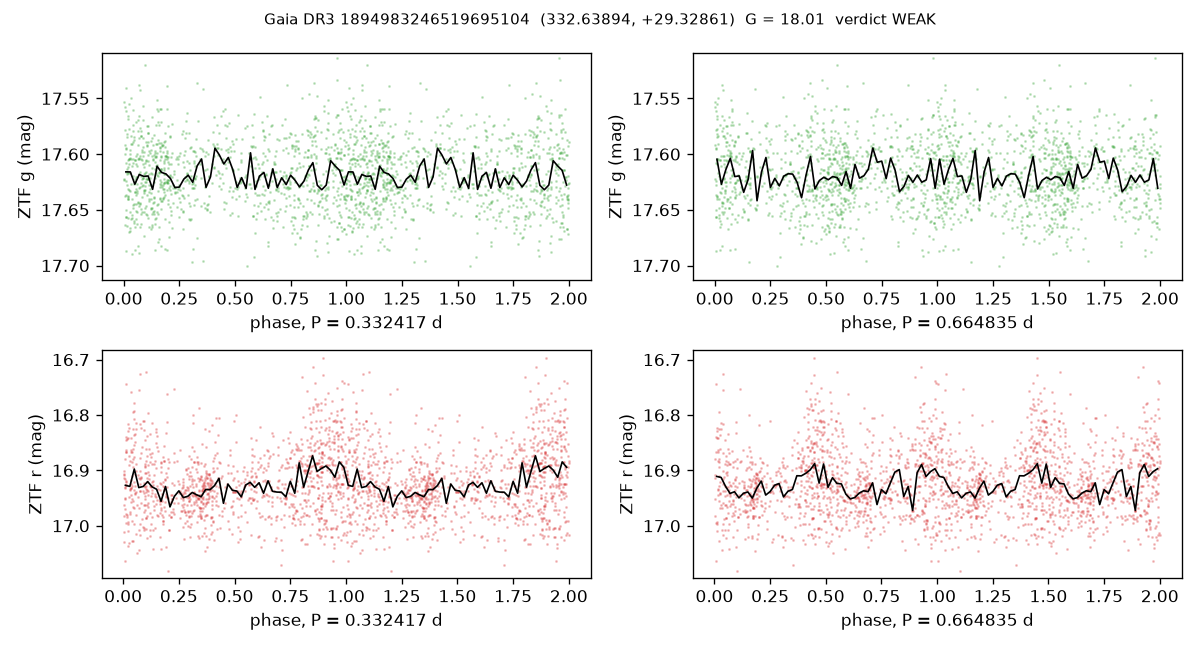 Gaia DR3 1894983246519695104 (332.63894, +29.32861) G = 18.01 verdict WEAK
ZTF g (mag)
17.55
17.60
17.65
17.70
0.00 0.25 0.50 0.75 1.00 1.25 1.50 1.75 2.00
phase, P = 0.332417 d
ZTF g (mag)
17.55
17.60
17.65
17.70
0.00 0.25 0.50 0.75 1.00 1.25 1.50 1.75 2.00
phase, P = 0.664835 d
ZTF r (mag)
16.7
16.8
16.9
17.0
0.00 0.25 0.50 0.75 1.00 1.25 1.50 1.75 2.00
phase, P = 0.332417 d
ZTF r (mag)
16.7
16.8
16.9
17.0
0.00 0.25 0.50 0.75 1.00 1.25 1.50 1.75 2.00
phase, P = 0.664835 d